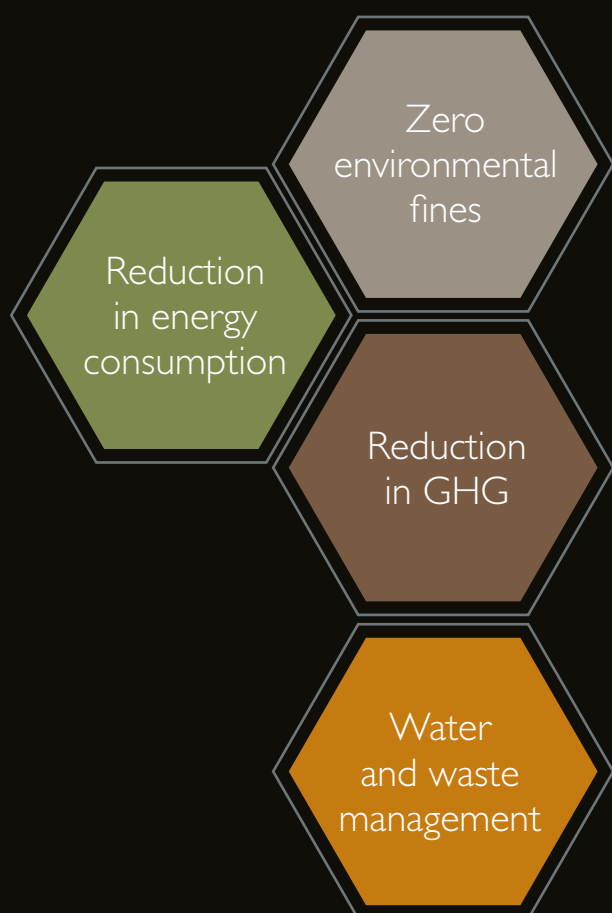 Zero
environmental
fines
Reduction
in energy
consumption
Reduction
in GHG
Water
and waste
management